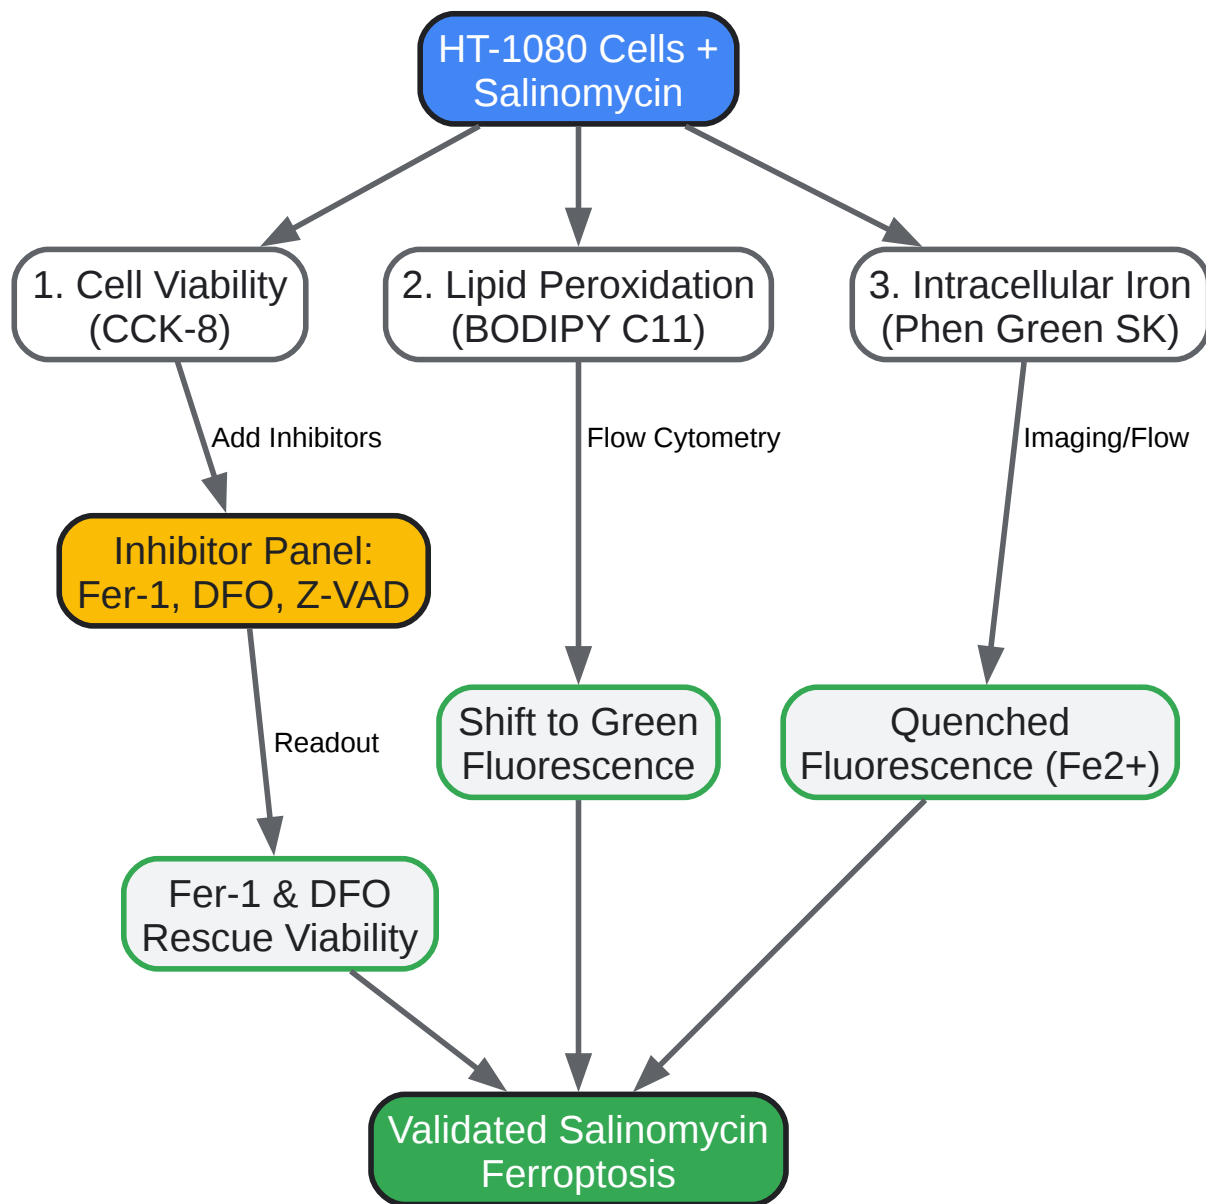 HT-1080 Cells +
Salinomycin
1. Cell Viability
(CCK-8)
2. Lipid Peroxidation
(BODIPY C11)
3. Intracellular Iron
(Phen Green SK)
Add Inhibitors
Flow Cytometry
Imaging/Flow
Inhibitor Panel:
Fer-1, DFO, Z-VAD
Readout
Shift to Green
Fluorescence
Quenched
Fluorescence (Fe2+)
Fer-1 & DFO
Rescue Viability
Validated Salinomycin
Ferroptosis